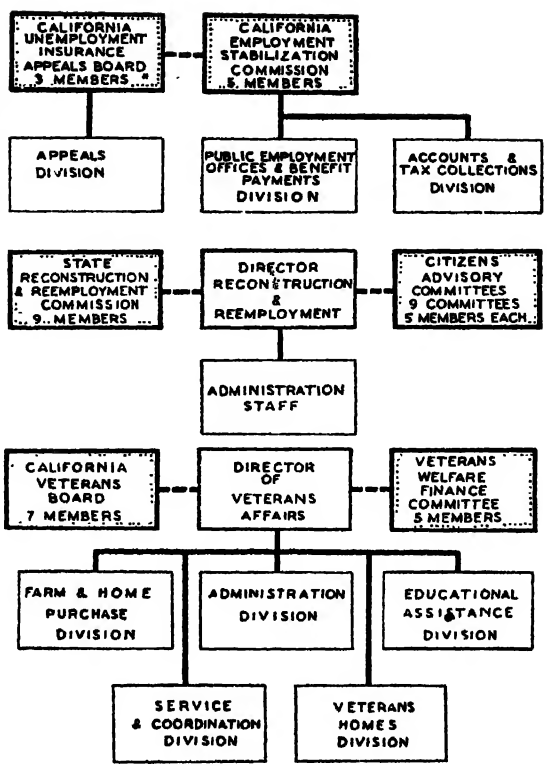 CALIFORNIA
UNEMPLOYMENT
INSURANCE
APPEALS BOARD
3 MEMBERS
CALIFORNIA
EMPLOYMENT
STABILIZATION
COMMISSION
5 MEMBERS
APPEALS
DIVISION
PUBLIC EMPLOYMENT
OFFICES & BENEFIT
PAYMENTS
DIVISION
ACCOUNTS &
TAX COLLECTIONS
DIVISION
STATE
RECONSTRUCTION
& REEMPLOYMENT
COMMISSION
9 MEMBERS
DIRECTOR
RECONSTRUCTION
&
REEMPLOYMENT
CITIZENS
ADVISORY
COMMITTEES
9 COMMITTEES
5 MEMBERS EACH
ADMINISTRATION
STAFF
CALIFORNIA
VETERANS
BOARD
7 MEMBERS
DIRECTOR
OF
VETERANS
AFFAIRS
VETERANS
WELFARE
FINANCE
COMMITTEE
5 MEMBERS
FARM & HOME
PURCHASE
DIVISION
ADMINISTRATION
DIVISION
EDUCATIONAL
ASSISTANCE
DIVISION
SERVICE
& COORDINATION
DIVISION
VETERANS
HOMES
DIVISION